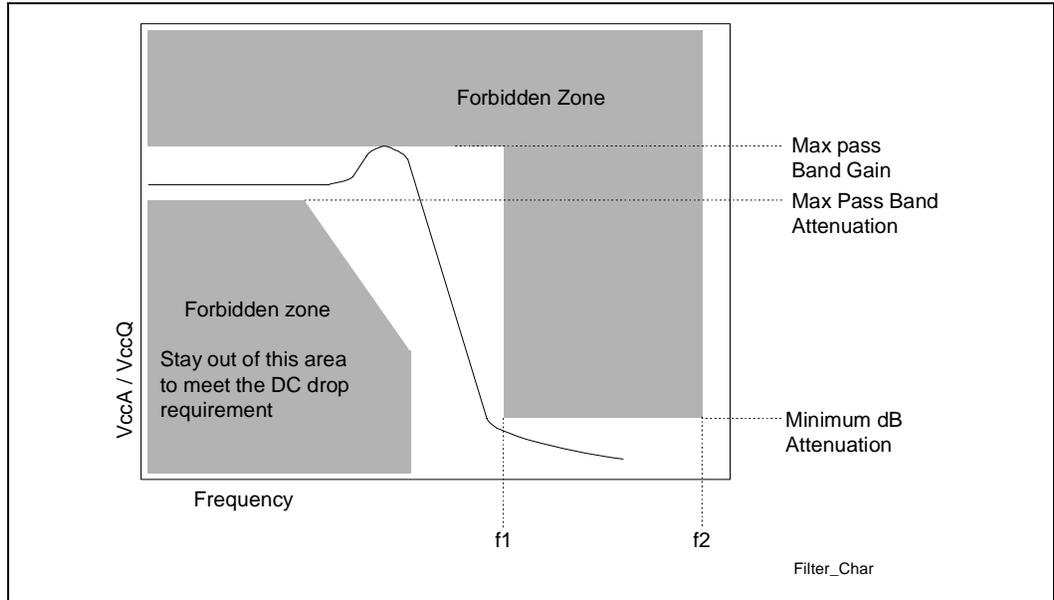 Forbidden Zone
Max pass
Band Gain
Max Pass Band
Attenuation
Forbidden zone
Stay out of this area
to meet the DC drop
requirement
VccA / VccQ
Minimum dB
Attenuation
Frequency
f1
f2
Filter_Char